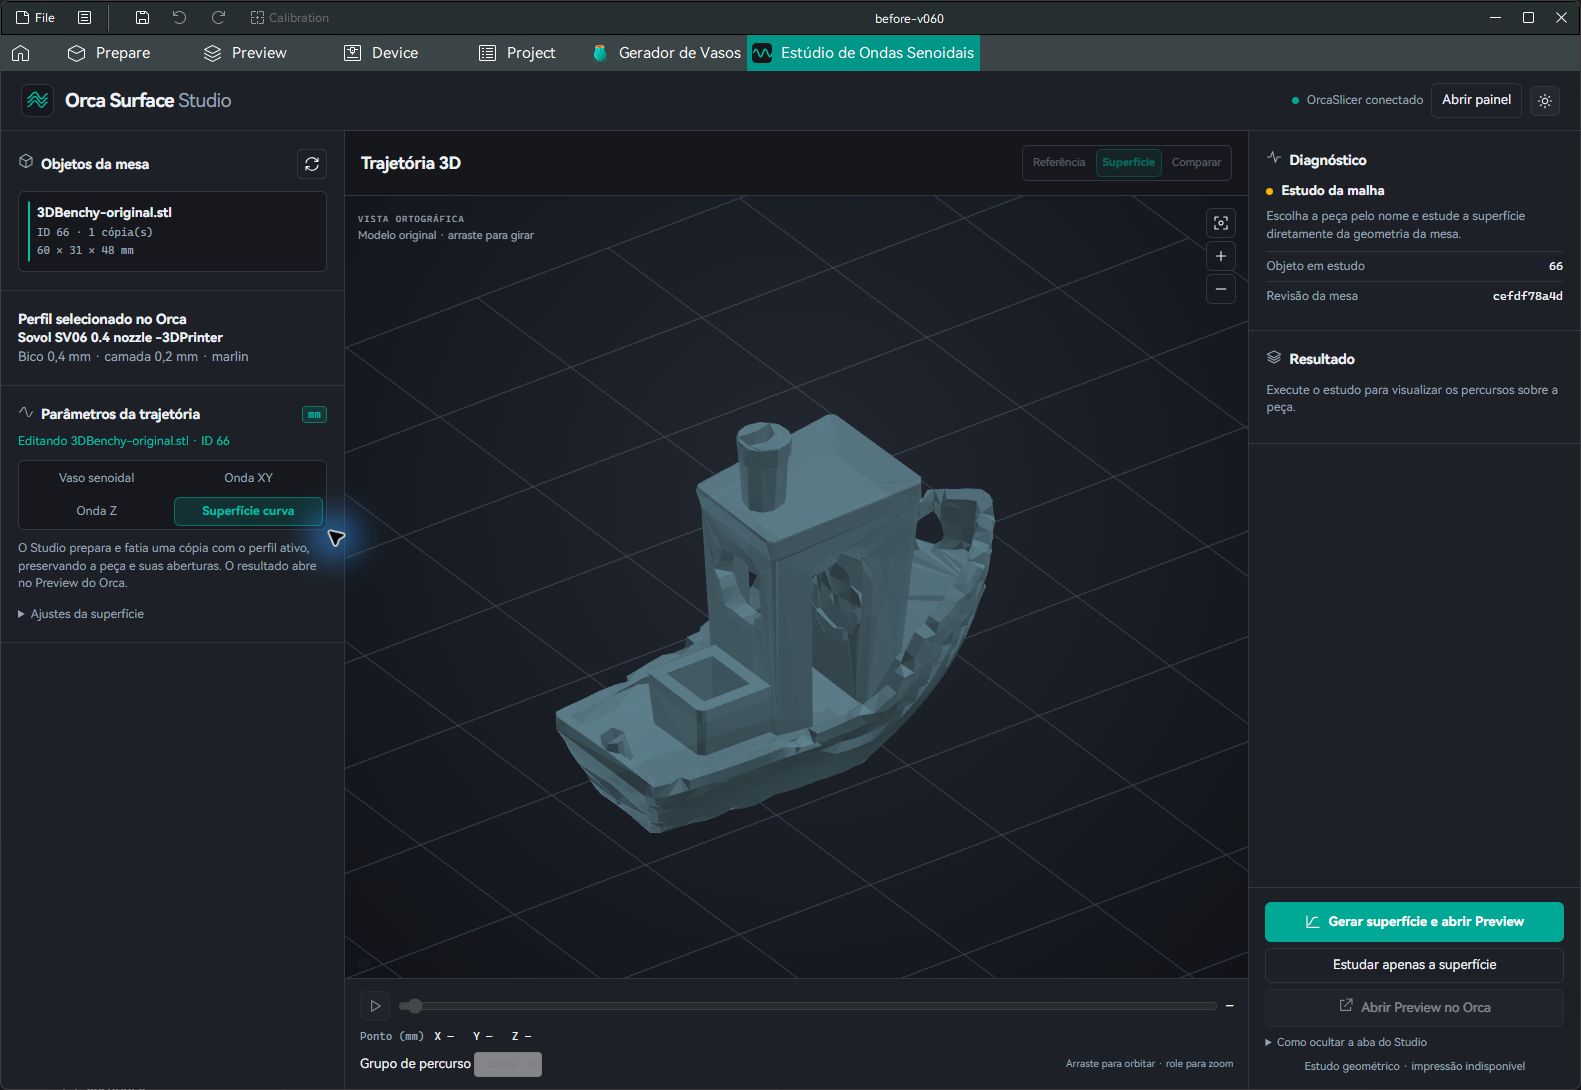 File
Calibration
before-v060
Prepare
Preview
Device
Project
Gerador de Vasos
Estúdio de Ondas Senoidais
Orca Surface Studio
OrcaSlicer conectado
Abrir painel
Objetos da mesa
3DBenchy-original.stl
ID 66 · 1 cópia(s)
60 × 31 × 48 mm
Perfil selecionado no Orca
Sovol SV06 0.4 nozzle -3DPrinter
Bico 0,4 mm · camada 0,2 mm · marlin
Parâmetros da trajetória
mm
Editando 3DBenchy-original.stl · ID 66
Vaso senoidal
Onda XY
Onda Z
Superfície curva
O Studio prepara e fatia uma cópia com o perfil ativo,
preservando a peça e suas aberturas. O resultado abre
no Preview do Orca.
Ajustes da superfície
Trajetória 3D
Referência
Superfície
Comparar
VISTA ORTOGRÁFICA
Modelo original · arraste para girar
Ponto (mm) X — Y — Z —
Grupo de percurso
Arraste para orbitar · role para zoom
Diagnóstico
Estudo da malha
Escolha a peça pelo nome e estude a superfície
diretamente da geometria da mesa.
Objeto em estudo 66
Revisão da mesa cefdf78a4d
Resultado
Execute o estudo para visualizar os percursos sobre a
peça.
Gerar superfície e abrir Preview
Estudar apenas a superfície
Abrir Preview no Orca
Como ocultar a aba do Studio
Estudo geométrico · impressão indisponível